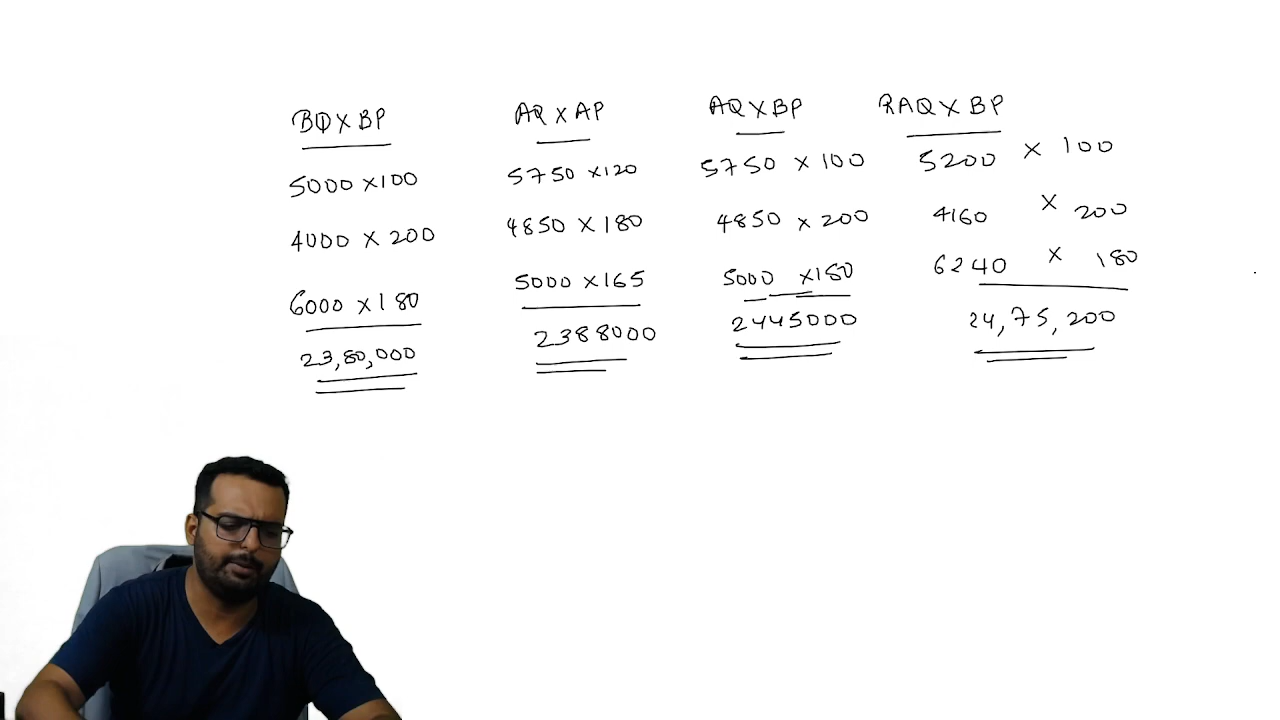 BQ X BP
AQ X AP
AQ X BP
RAQ X BP
5000 X 100
5750 X 120
5750 X 100
5200 X 100
4000 X 200
4850 X 180
4850 X 200
4160 X 200
6000 X 180
5000 X 165
5000 X 180
6240 X 180
23,80,000
2388000
2445000
24,75,200